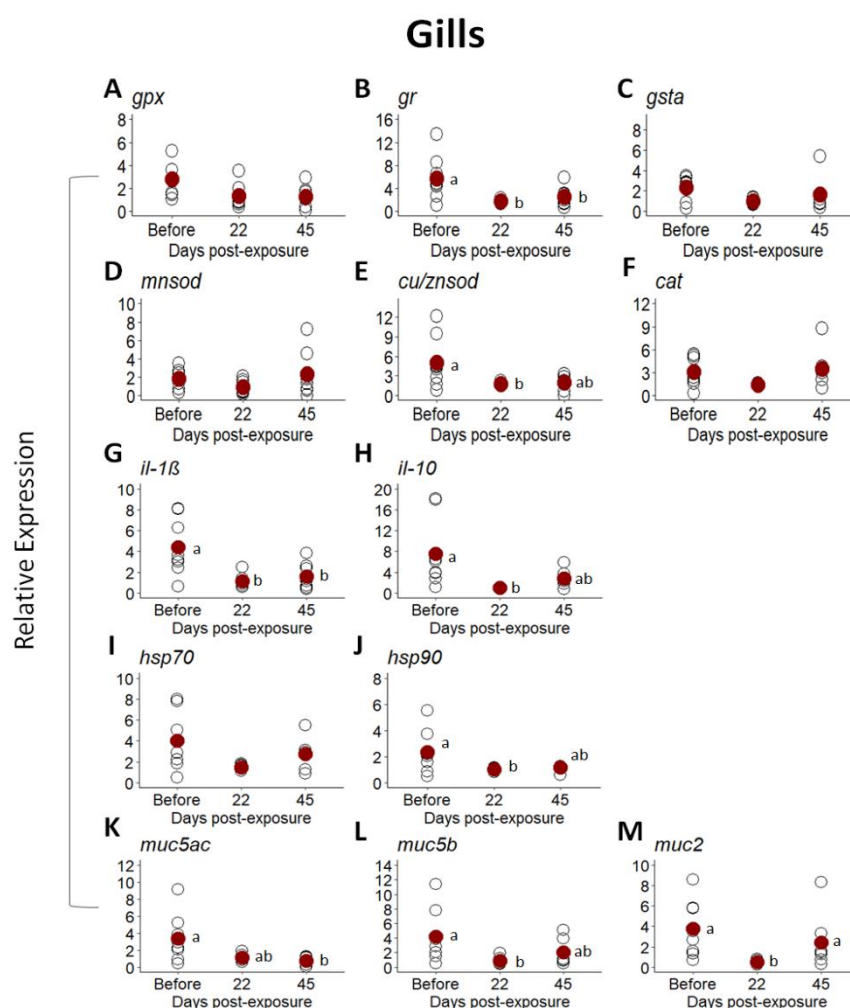 Gills
A B C
gpx gr gsta
8 16 8
6 12 6
4 8 4
2 4 2
0 0 0
a b b
Before 22 45 Before 22 45 Before 22 45
Days post-exposure Days post-exposure Days post-exposure
D E F
mnsod cu/znsod cat
10 15 12
8 12 9
6 9 6
4 6 3
2 3 0
0 0
a b ab
Before 22 45 Before 22 45 Before 22 45
Days post-exposure Days post-exposure Days post-exposure
Relative Expression
G H
il-1ß il-10
10 20
8 16
6 12
4 8
2 4
0 0
a b b a b ab
Before 22 45 Before 22 45
Days post-exposure Days post-exposure
I J
hsp70 hsp90
10 8
8 6
6 4
4 2
2 0
0
a b ab
Before 22 45 Before 22 45
Days post-exposure Days post-exposure
K L M
muc5ac muc5b muc2
12 14 10
10 12 8
8 10 6
6 8 4
4 6 2
2 4 0
0 2
0
a ab b a b ab a b a
Before 22 45 Before 22 45 Before 22 45
Days post-exposure Days post-exposure Days post-exposure